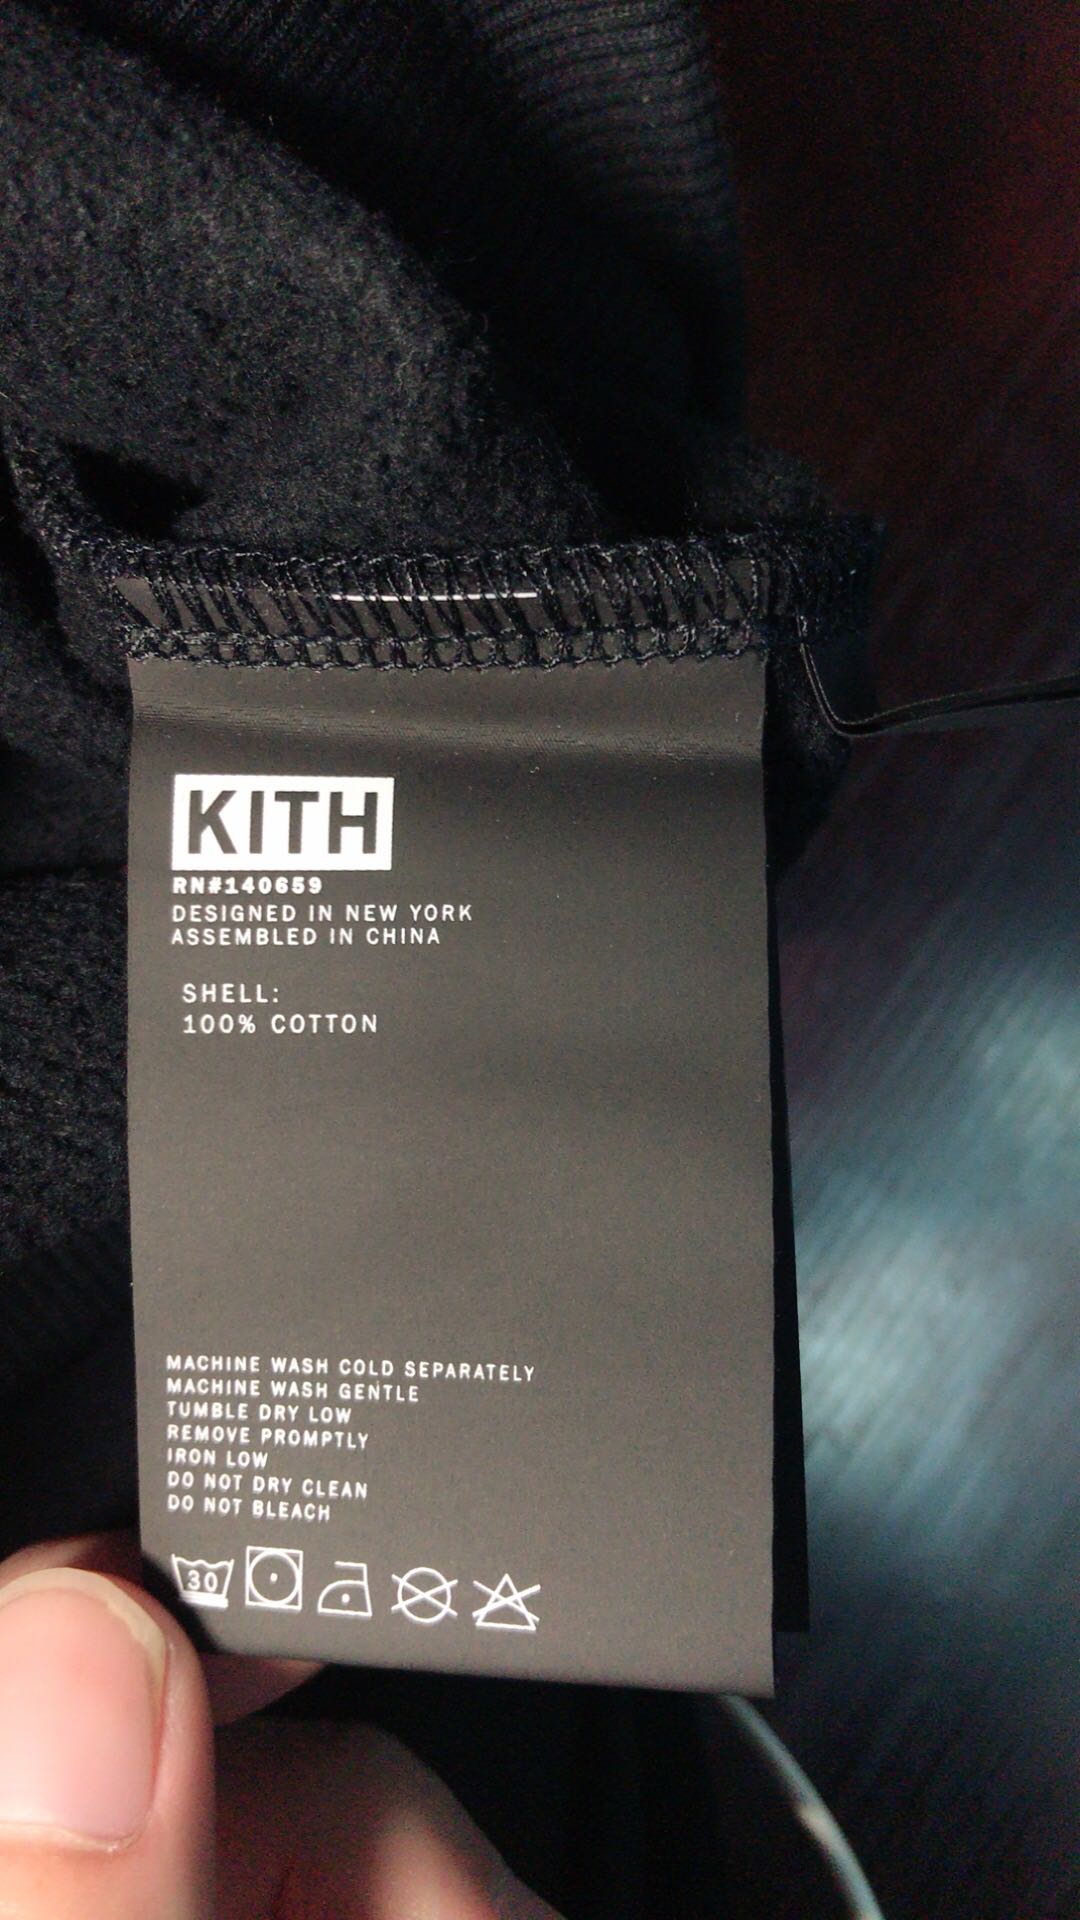 KITH
RN#140659
DESIGNED IN NEW YORK
ASSEMBLED IN CHINA
SHELL:
100% COTTON
MACHINE WASH COLD SEPARATELY
MACHINE WASH GENTLE
TUMBLE DRY LOW
REMOVE PROMPTLY
IRON LOW
DO NOT DRY CLEAN
DO NOT BLEACH
30